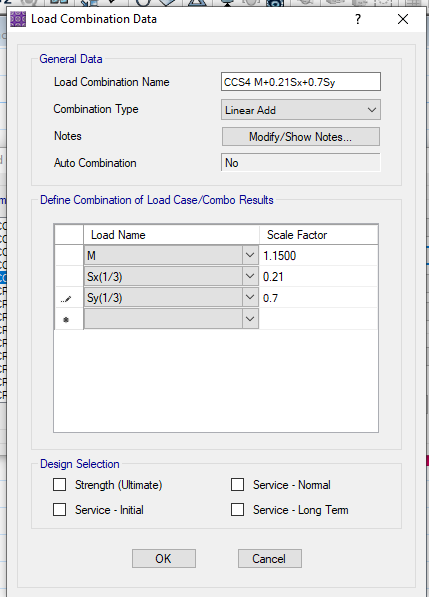 Load Combination Data
General Data
Load Combination Name CCS4 M+0.21Sx+0.7Sy
Combination Type Linear Add
Notes Modify/Show Notes...
Auto Combination No
Define Combination of Load Case/Combo Results
Load Name Scale Factor
M 1.1500
Sx(1/3) 0.21
Sy(1/3) 0.7
Design Selection
Strength (Ultimate) Service - Normal
Service - Initial Service - Long Term
OK Cancel